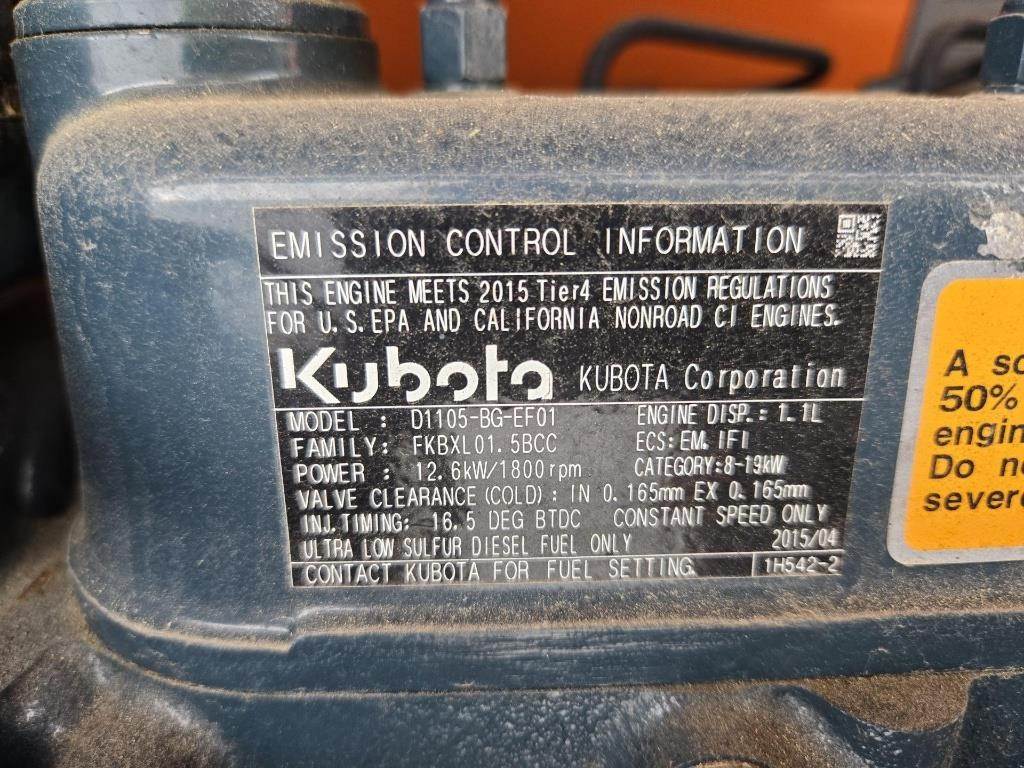 EMISSION CONTROL INFORMATION
THIS ENGINE MEETS 2015 Tier4 EMISSION REGULATIONS
FOR U.S.EPA AND CALIFORNIA NONROAD CI ENGINES.
Kubota KUBOTA Corporation
MODEL : D1105-BG-EF01 ENGINE DISP.: 1.1L
FAMILY: FKBXL01.5BCC ECS:EM.IFI
POWER : 12.6kW/1800rpm CATEGORY:8-19kW
VALVE CLEARANCE(COLD): IN 0.165mm EX 0.165mm
INJ.TIMING: 16.5 DEG BTDC CONSTANT SPEED ONLY
ULTRA LOW SULFUR DIESEL FUEL ONLY 2015/04
CONTACT KUBOTA FOR FUEL SETTING. 1H542-2
A
50%
engin
Do
severe